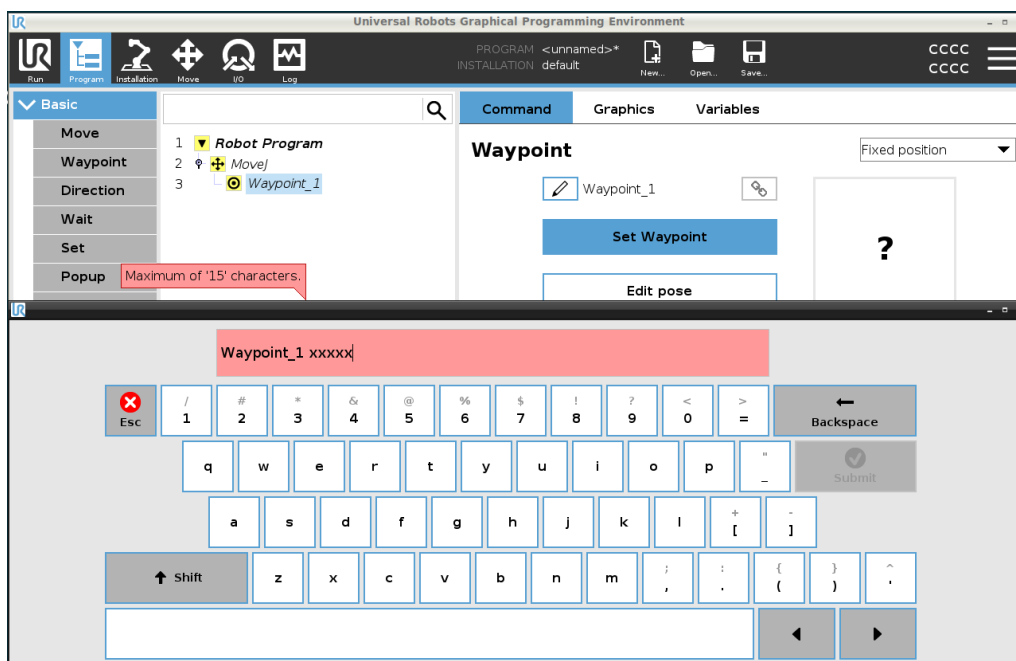 UR Universal Robots Graphical Programming Environment
UR PROGRAM <unnamed>* CCCC
INSTALLATION default CCCC
Run Program Installation Move I/O Log New... Open... Save...
Basic
Command Graphics Variables
Move
1 Robot Program
Waypoint Fixed position
Waypoint
2 MoveJ
Direction
3 Waypoint_1
Waypoint_1
Wait
Set Waypoint
Set
?
Popup
Maximum of '15' characters.
Edit pose
UR
Waypoint_1 xxxxx
/ # * & @ % $ ! ? < >
Esc 1 2 3 4 5 6 7 8 9 0 = Backspace
q w e r t y u i o p " _ Submit
a s d f g h j k l + [ - ]
Shift z x c v b n m ; , : . { ( } ) ^ '